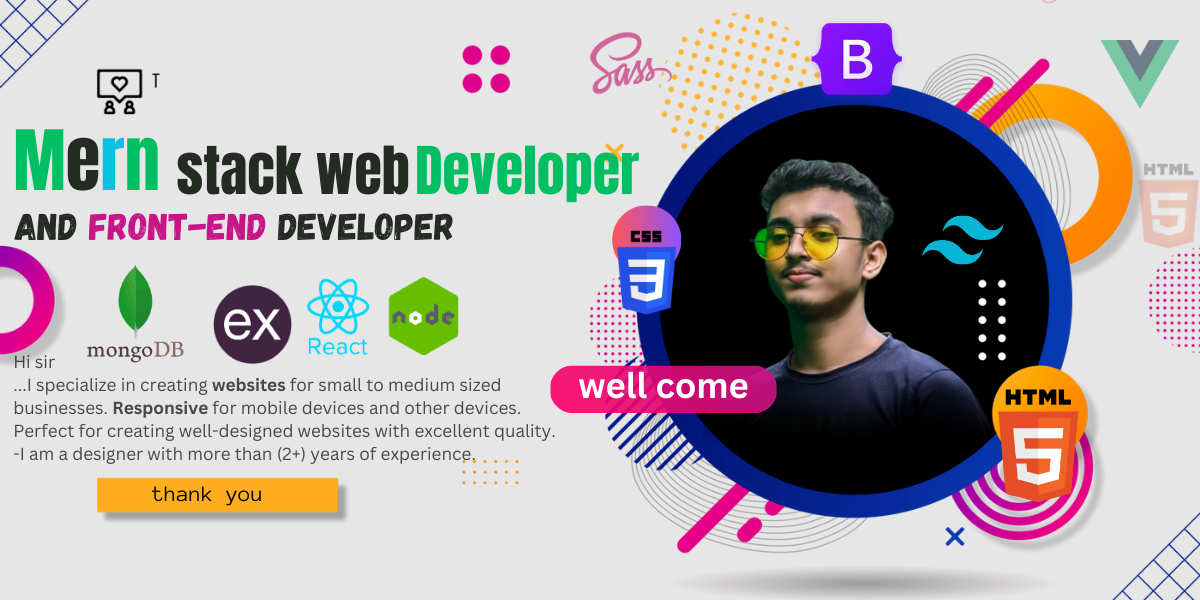 Sass
B
T
Mern stack web Developer
HTML
5
AND FRONT-END DEVELOPER
CSS
3
mongoDB
ex
React
node
Hi sir
...I specialize in creating websites for small to medium sized
businesses. Responsive for mobile devices and other devices.
Perfect for creating well-designed websites with excellent quality.
-I am a designer with more than (2+) years of experience.
well come
HTML
5
thank you